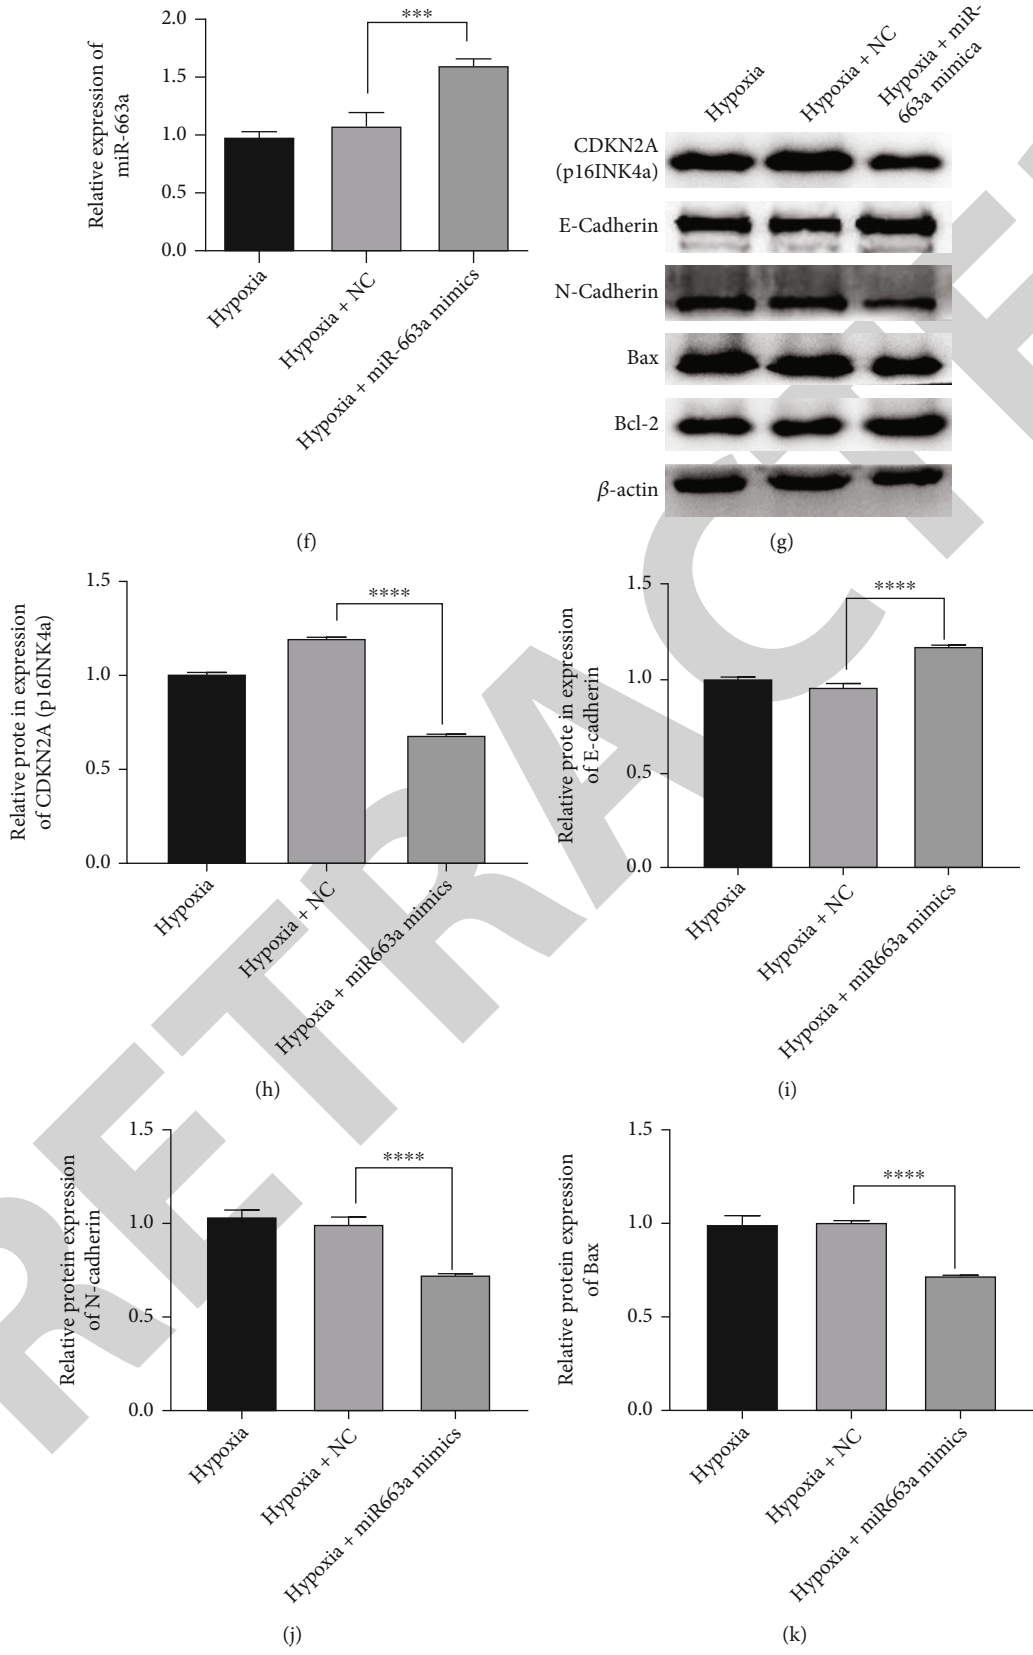 2.0
1.5
1.0
0.5
0.0
Relative expression of
miR-663a
***
Hypoxia
Hypoxia + NC
Hypoxia + miR-663a mimics
(f)
Hypoxia
Hypoxia + NC
Hypoxia + miR-
663a mimica
CDKN2A
(p16INK4a)
E-Cadherin
N-Cadherin
Bax
Bcl-2
β-actin
(g)
1.5
1.0
0.5
0.0
Relative prote in expression
of CDKN2A (p16INK4a)
****
Hypoxia
Hypoxia + NC
Hypoxia + miR663a mimics
(h)
1.5
1.0
0.5
0.0
Relative prote in expression
of E-cadherin
****
Hypoxia
Hypoxia + NC
Hypoxia + miR663a mimics
(i)
1.5
1.0
0.5
0.0
Relative protein expression
of N-cadherin
****
Hypoxia
Hypoxia + NC
Hypoxia + miR663a mimics
(j)
1.5
1.0
0.5
0.0
Relative protein expression
of Bax
****
Hypoxia
Hypoxia + NC
Hypoxia + miR663a mimics
(k)
RETRACTE